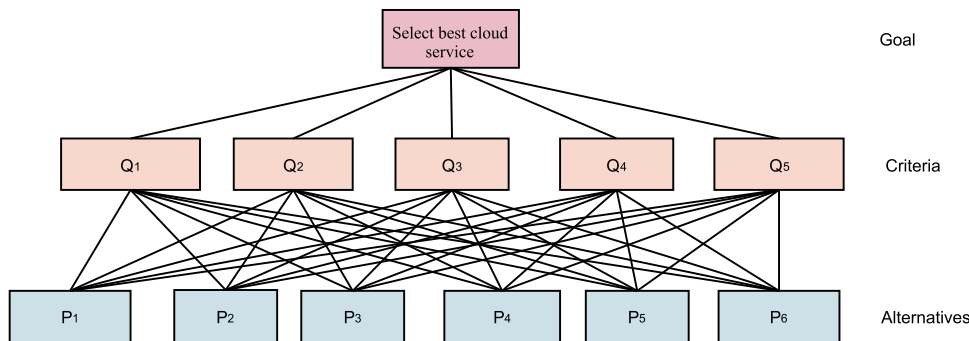 Select best cloud
service
Goal
Q1 Q2 Q3 Q4 Q5 Criteria
P1 P2 P3 P4 P5 P6 Alternatives